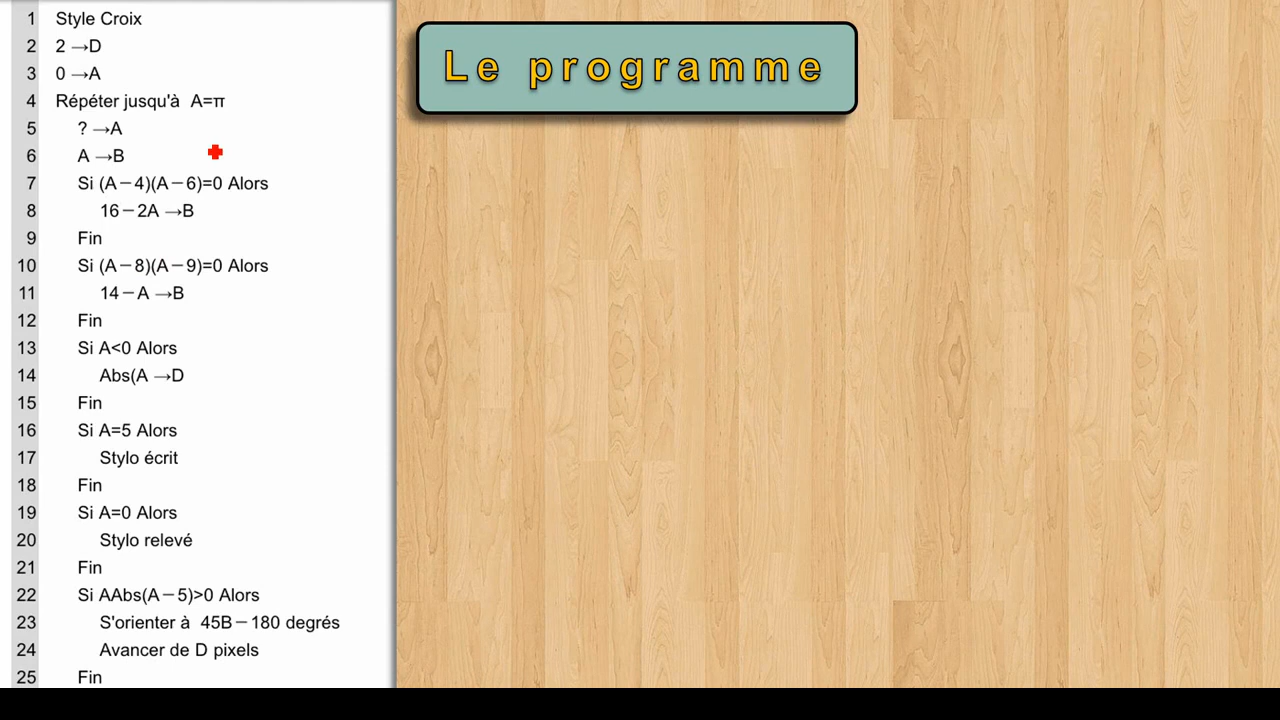 1 Style Croix
2 2 →D
3 0 →A
4 Répéter jusqu'à A=π
5 ? →A
6 A →B
7 Si (A−4)(A−6)=0 Alors
8 16−2A →B
9 Fin
10 Si (A−8)(A−9)=0 Alors
11 14−A →B
12 Fin
13 Si A<0 Alors
14 Abs(A →D
15 Fin
16 Si A=5 Alors
17 Stylo écrit
18 Fin
19 Si A=0 Alors
20 Stylo relevé
21 Fin
22 Si AAbs(A−5)>0 Alors
23 S'orienter à 45B−180 degrés
24 Avancer de D pixels
25 Fin
Le programme